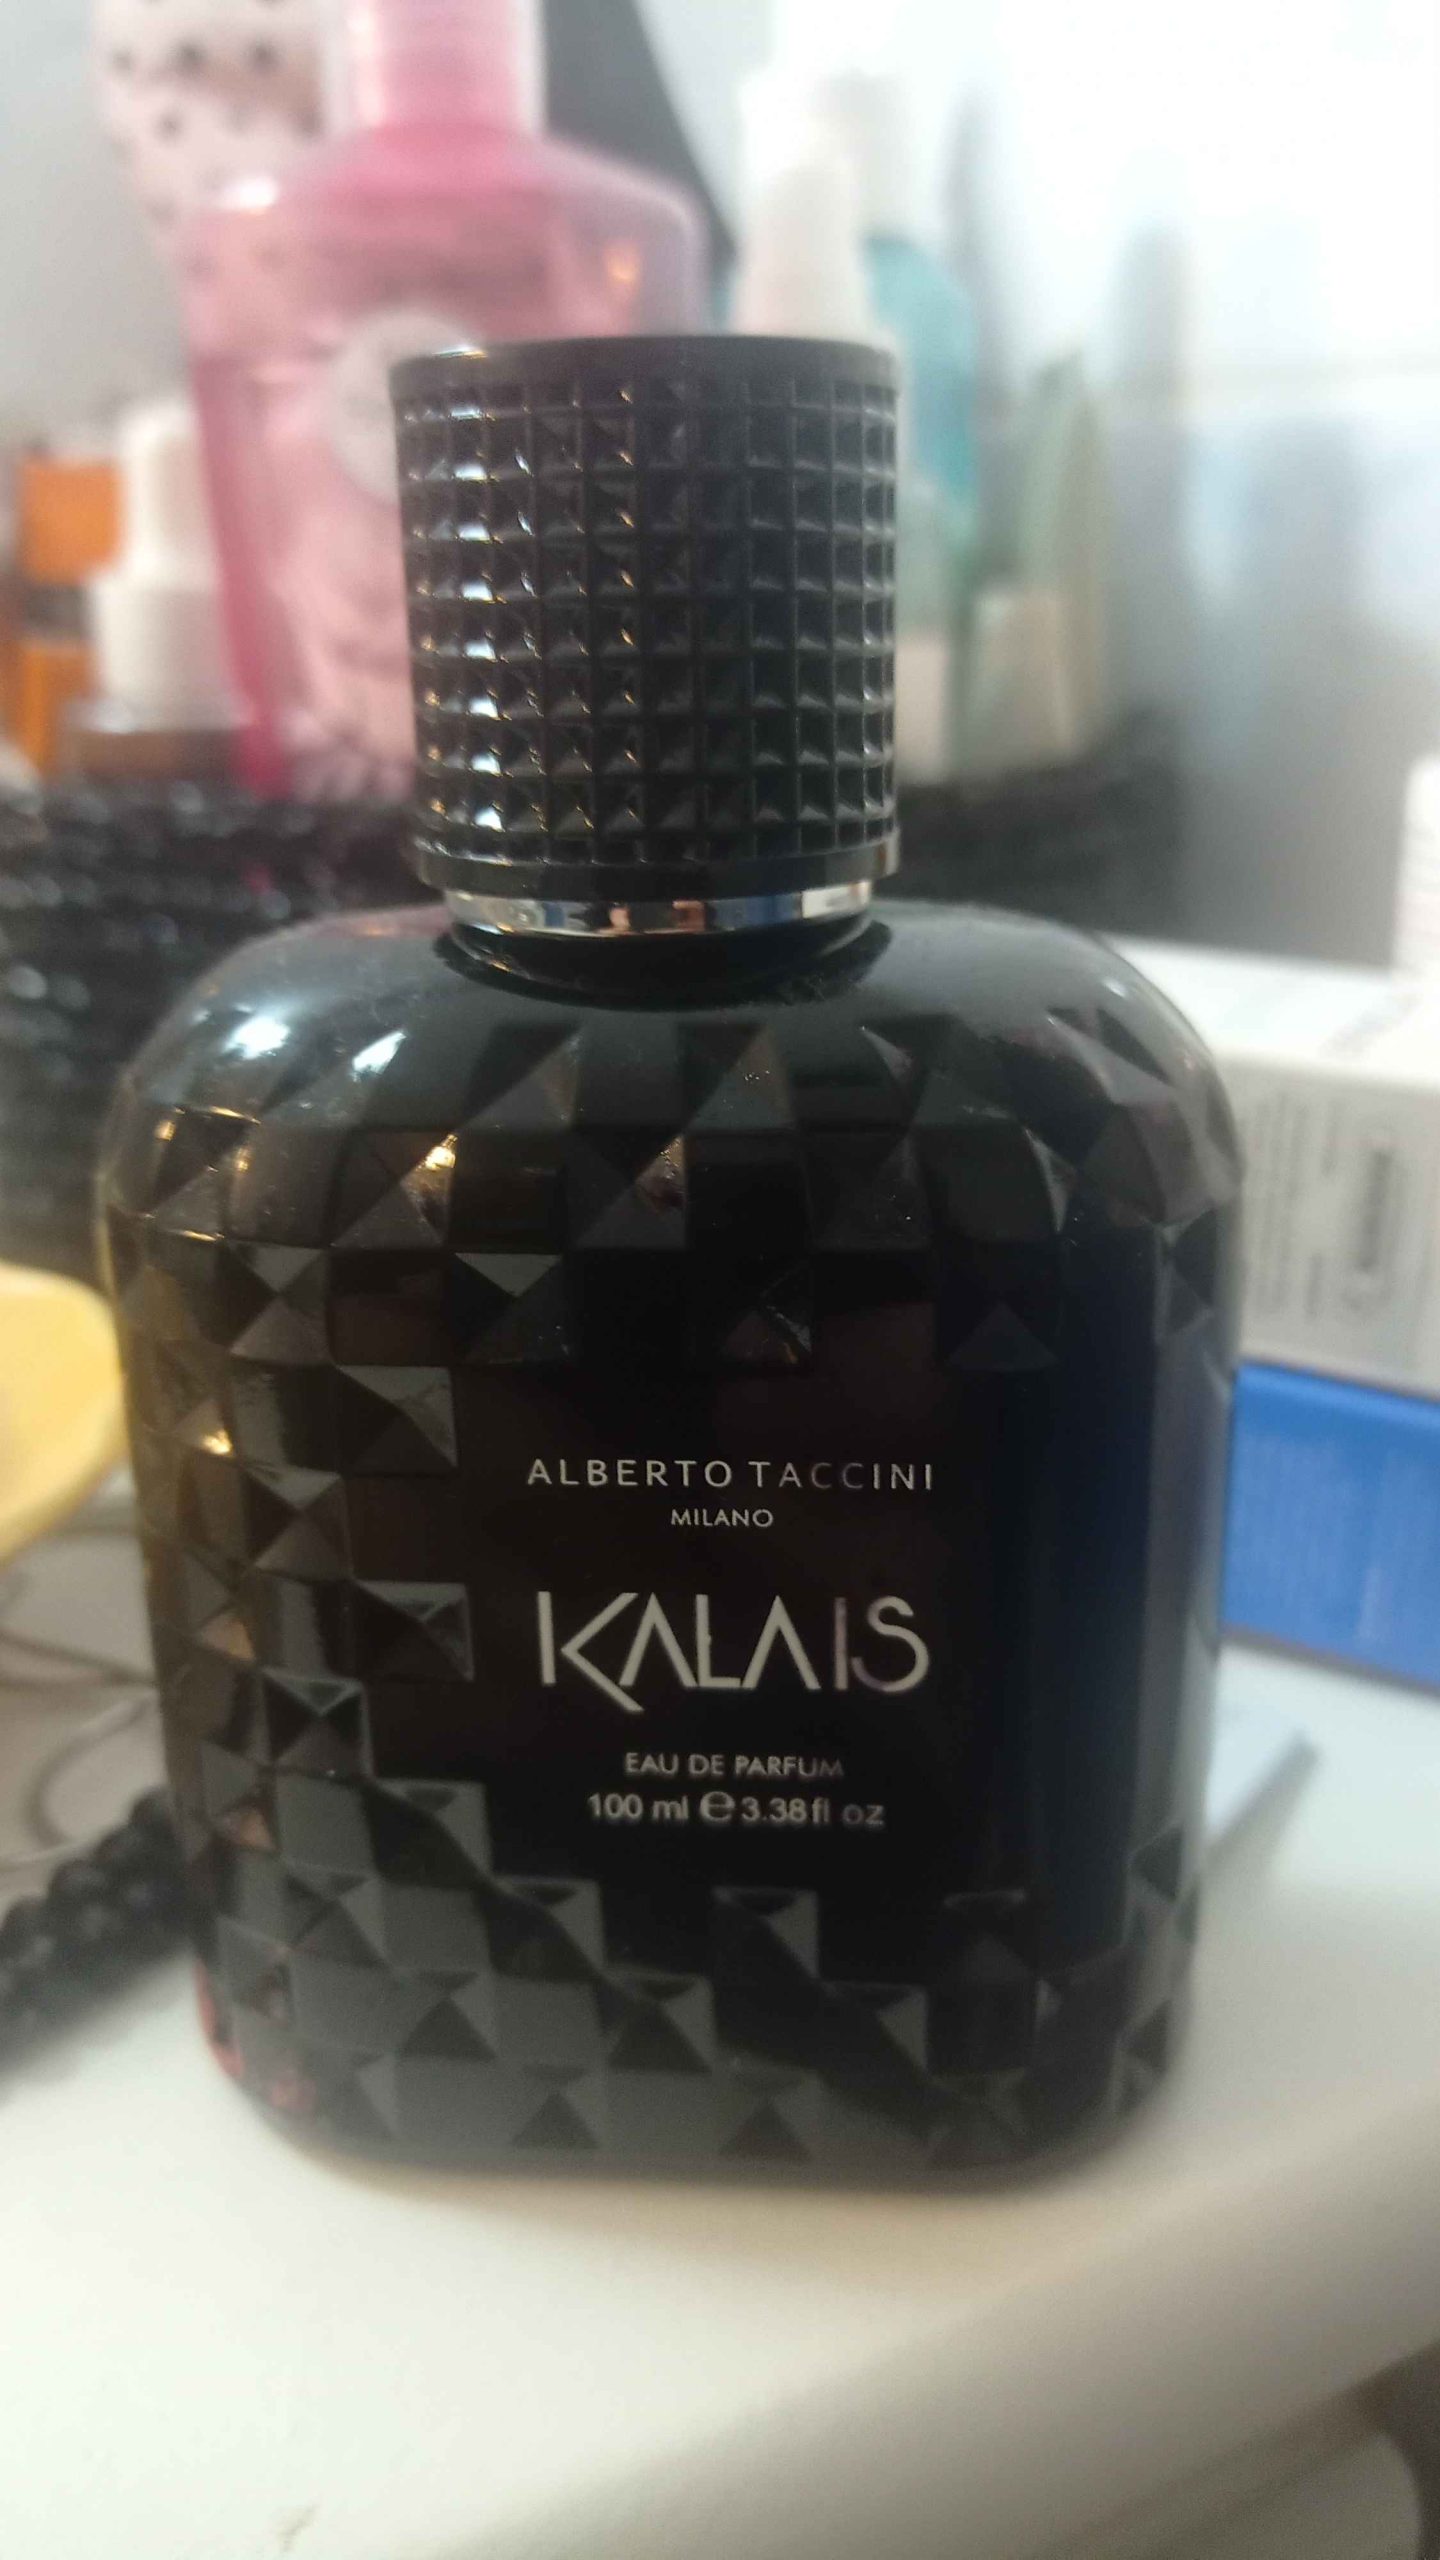 ALBERTO TACCINI
MILANO
KALAIS
EAU DE PARFUM
100 ml ℮ 3.38 fl oz